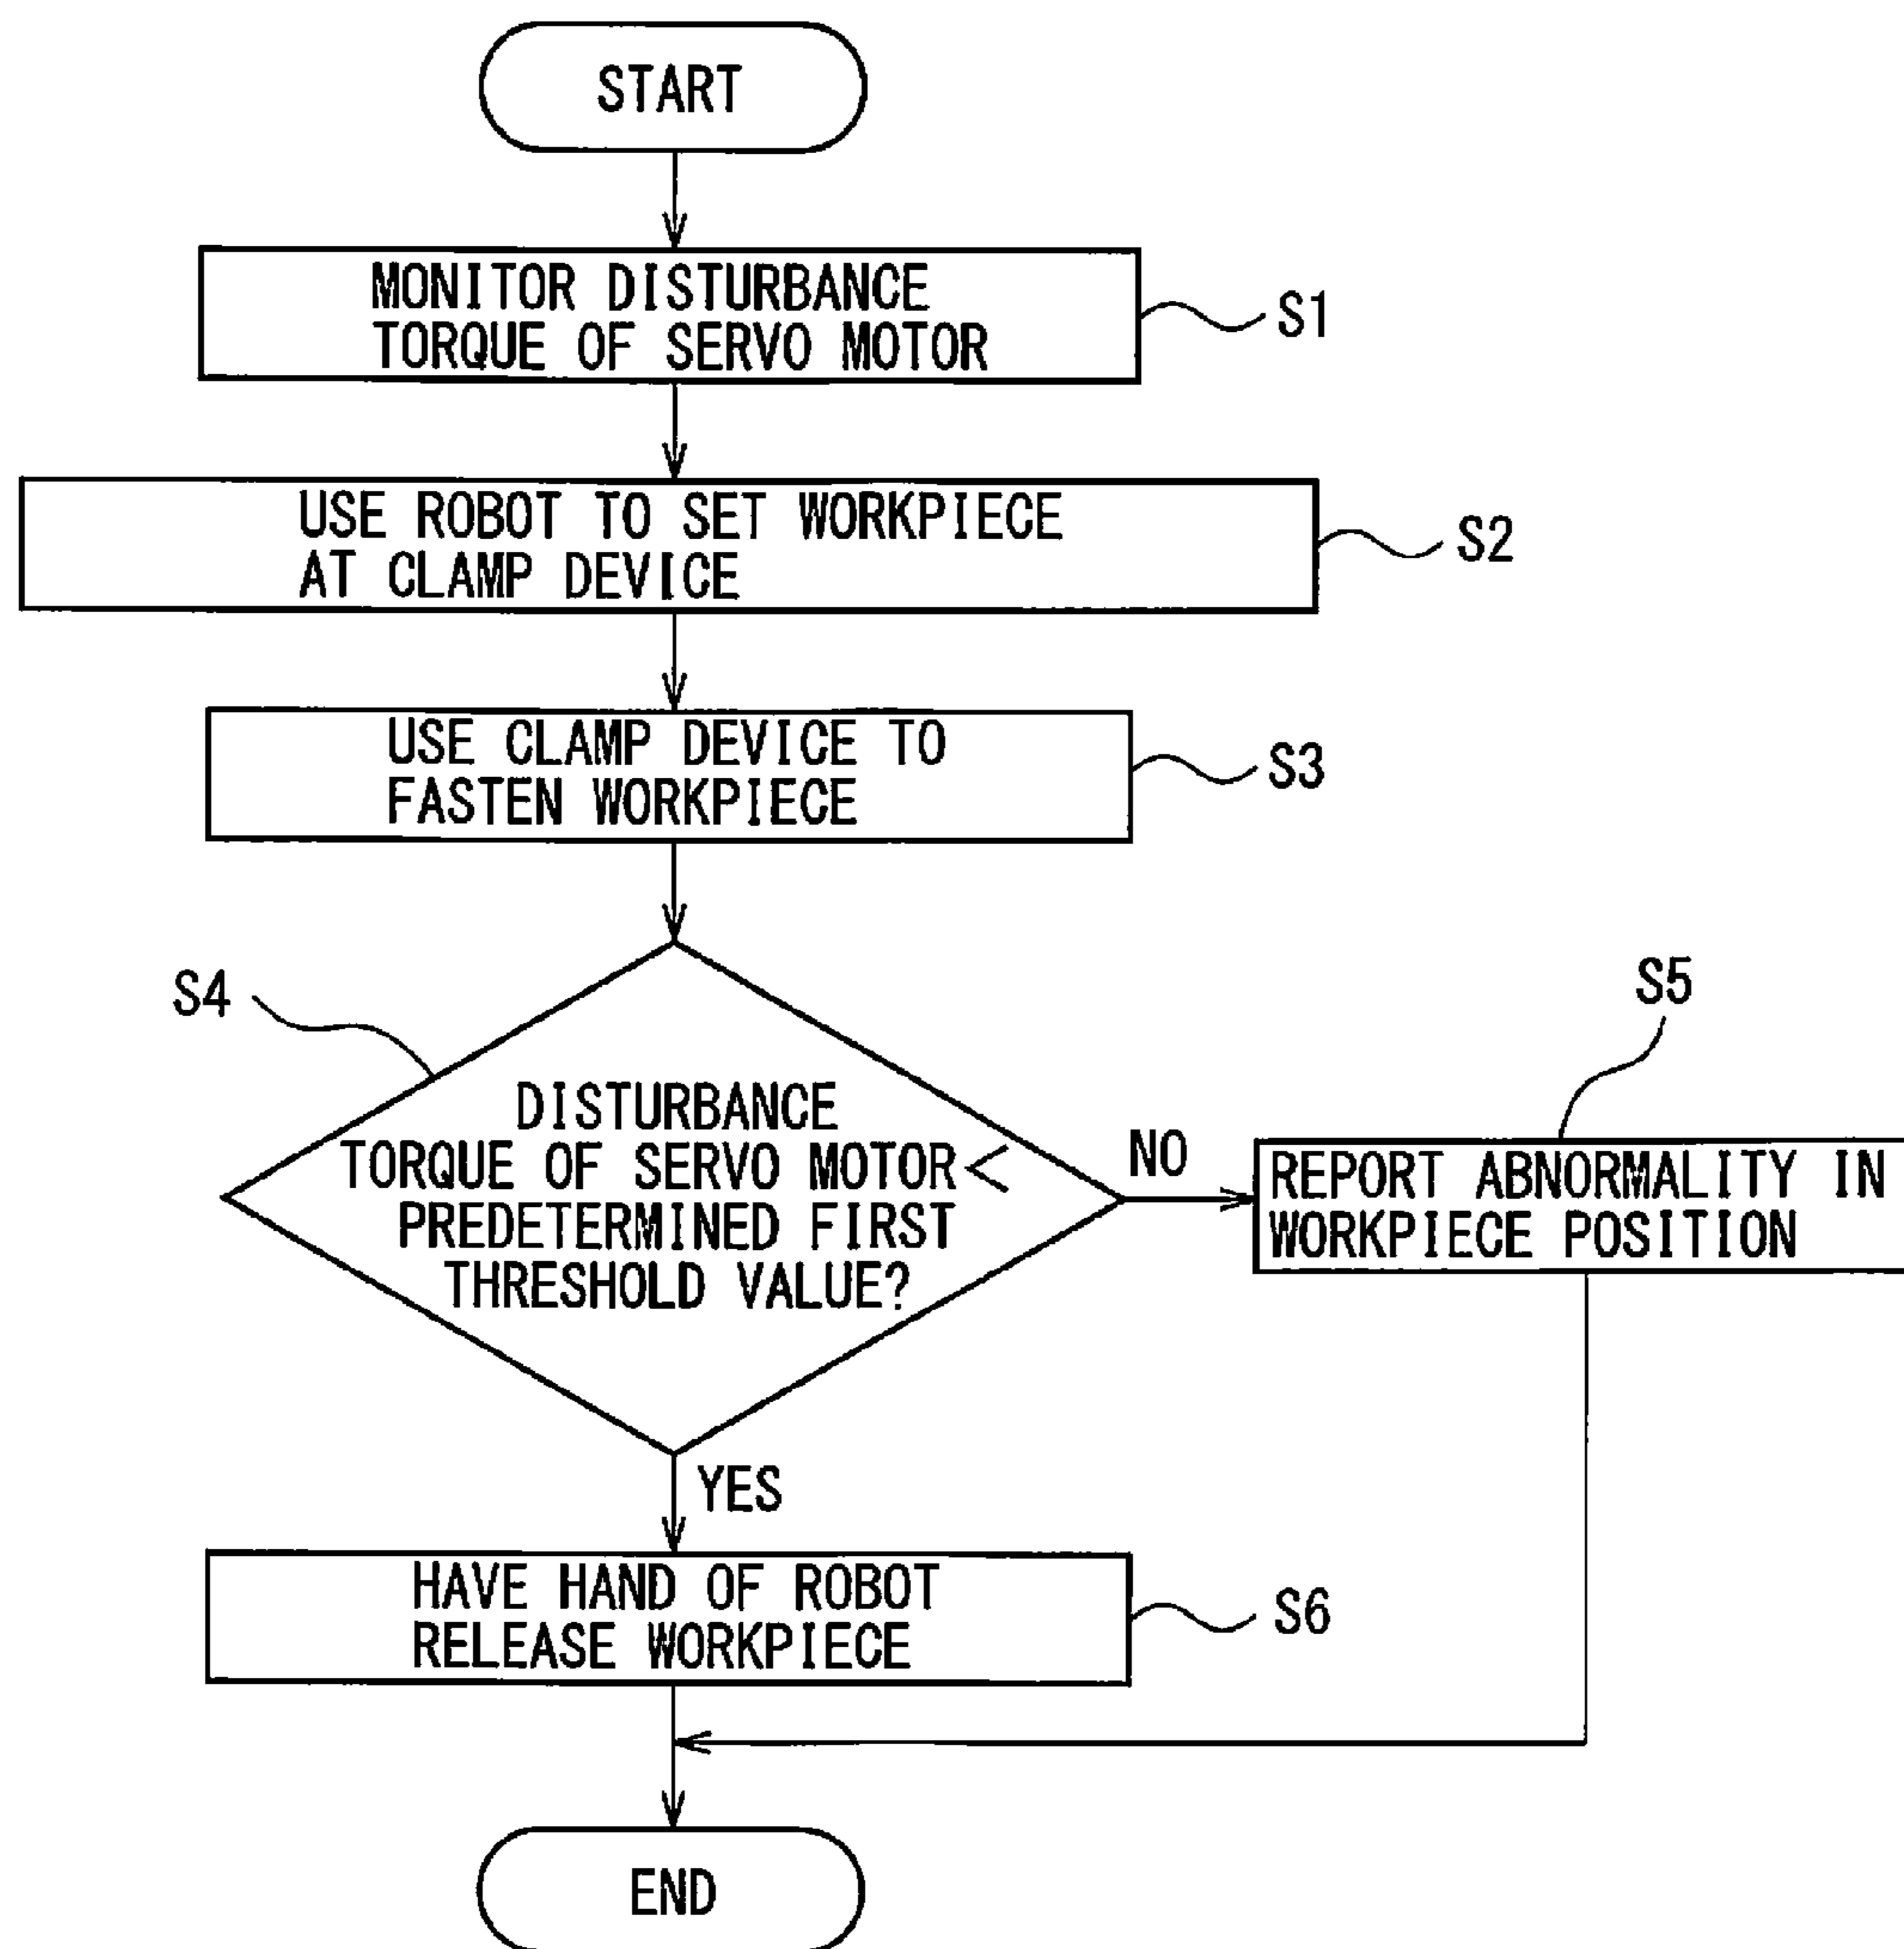 START
MONITOR DISTURBANCE
TORQUE OF SERVO MOTOR
S1
USE ROBOT TO SET WORKPIECE
AT CLAMP DEVICE
S2
USE CLAMP DEVICE TO
FASTEN WORKPIECE
S3
S4
DISTURBANCE
TORQUE OF SERVO MOTOR<
PREDETERMINED FIRST
THRESHOLD VALUE?
NO
S5
REPORT ABNORMALITY IN
WORKPIECE POSITION
YES
HAVE HAND OF ROBOT
RELEASE WORKPIECE
S6
END